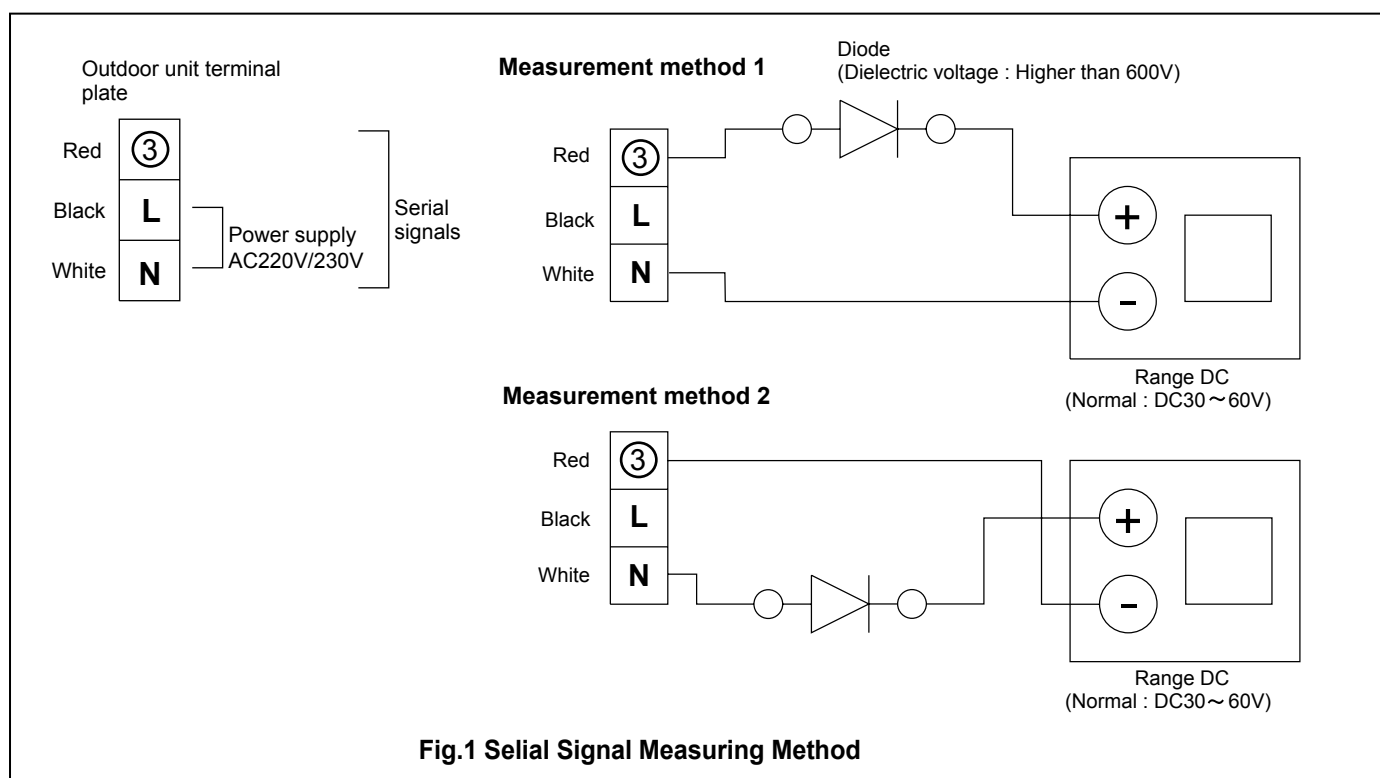 Outdoor unit terminal
plate
Red
③
Black
L
White
N
Power supply
AC220V/230V
Serial
signals
Measurement method 1
Diode
(Dielectric voltage : Higher than 600V)
Red
③
Black
L
White
N
+
-
Range DC
(Normal : DC30～60V)
Measurement method 2
Red
③
Black
L
White
N
+
-
Range DC
(Normal : DC30～60V)
Fig.1 Selial Signal Measuring Method